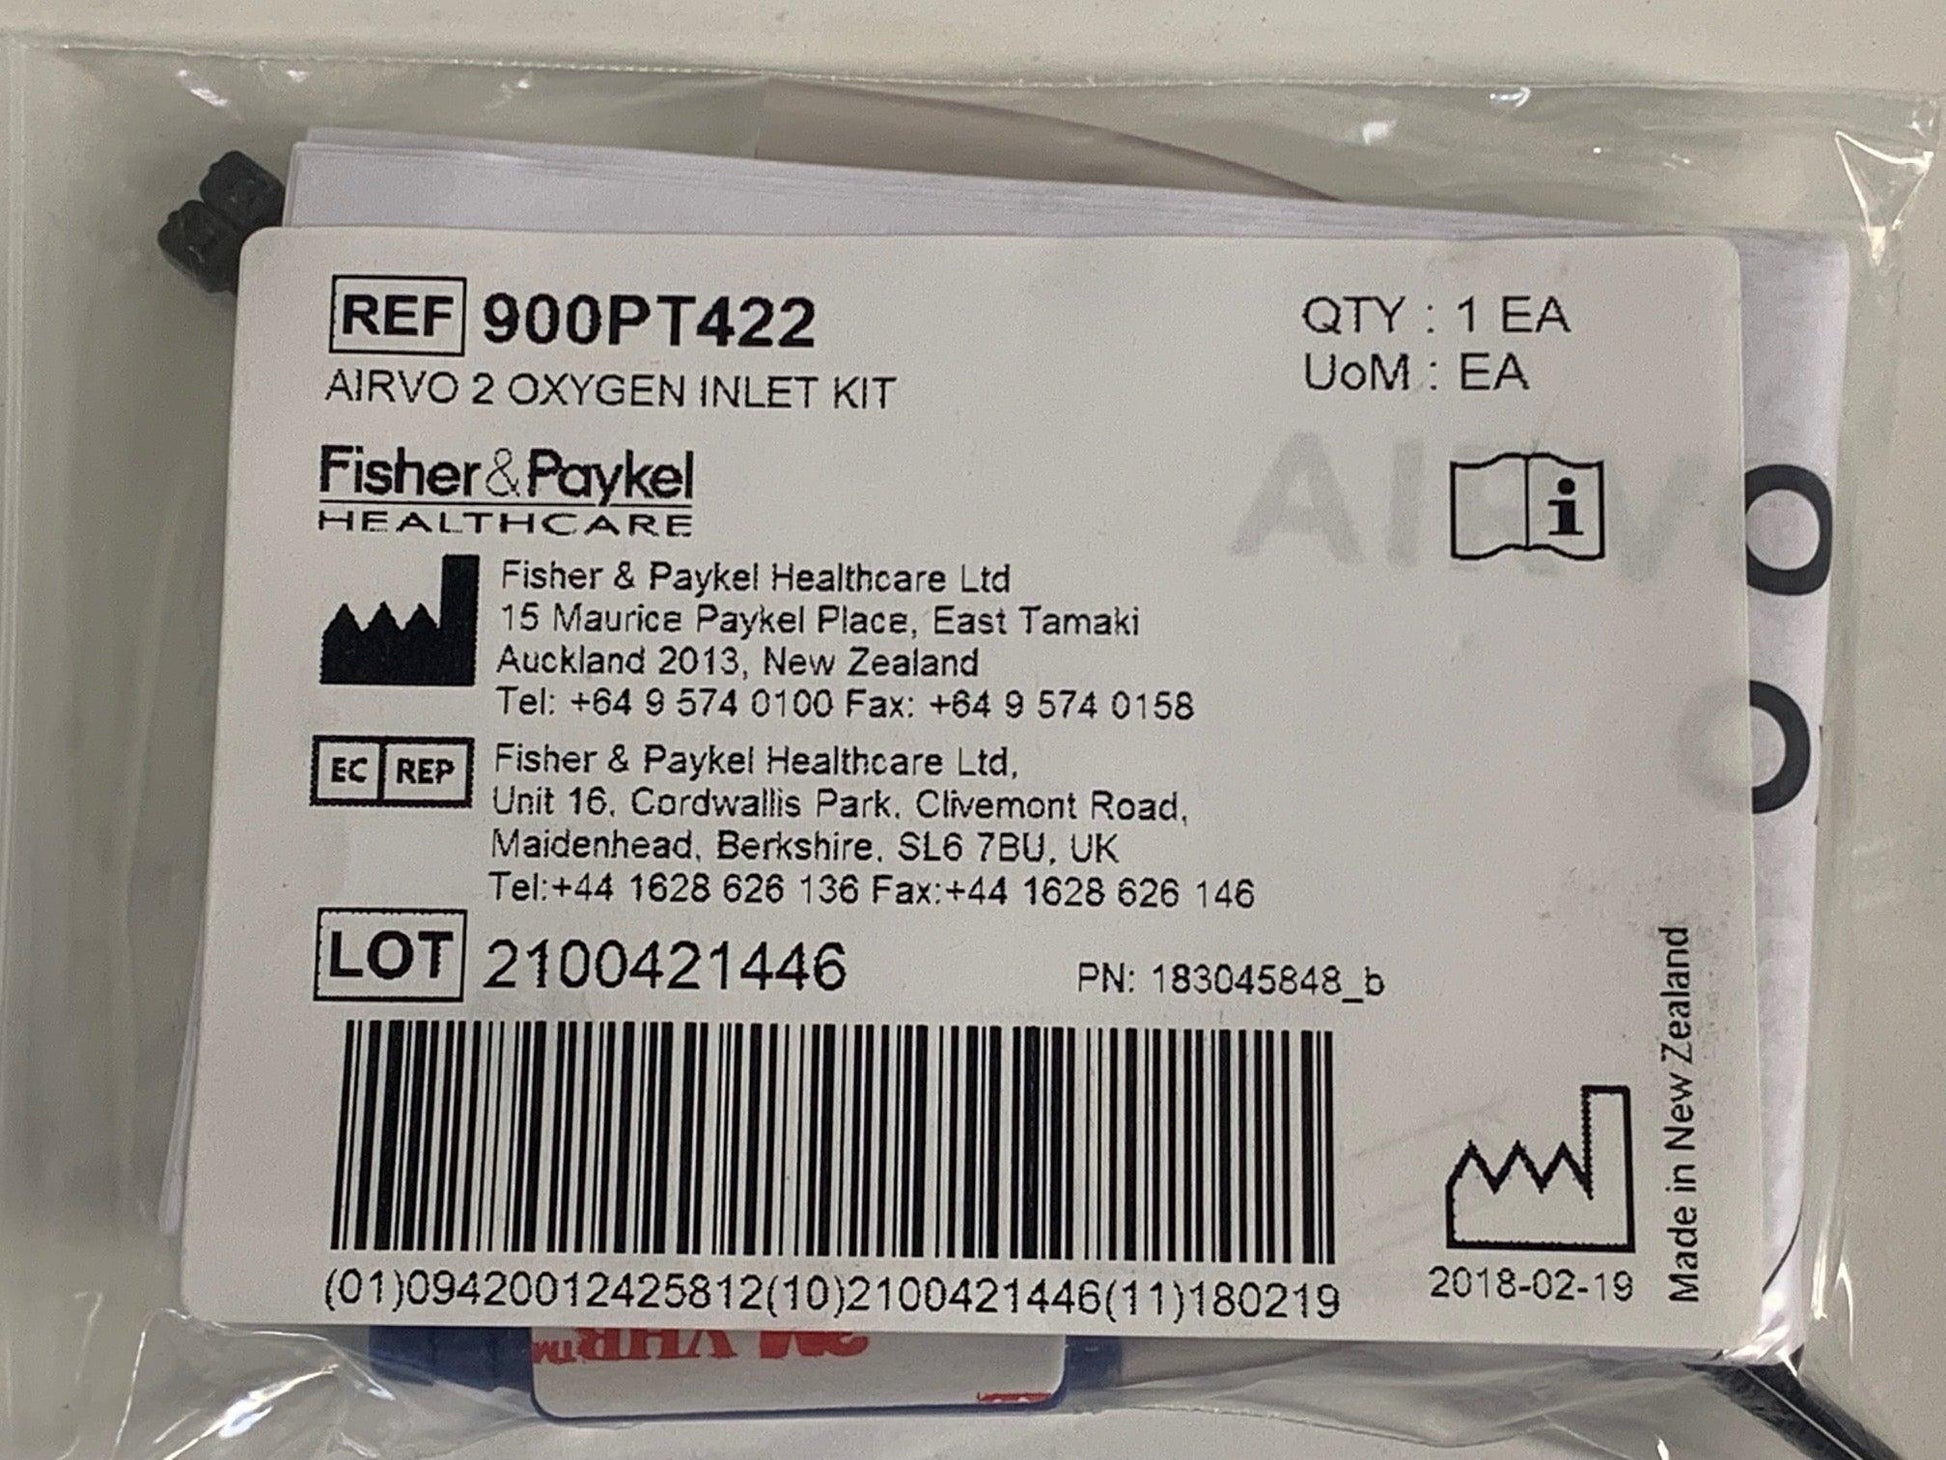 REF 900PT422
AIRVO 2 OXYGEN INLET KIT
QTY : 1 EA
UoM : EA
Fisher&Paykel
HEALTHCARE
i
AIRVO
Fisher & Paykel Healthcare Ltd
15 Maurice Paykel Place, East Tamaki
Auckland 2013, New Zealand
Tel: +64 9 574 0100 Fax: +64 9 574 0158
EC REP
Fisher & Paykel Healthcare Ltd,
Unit 16, Cordwallis Park, Clivemont Road,
Maidenhead, Berkshire, SL6 7BU, UK
Tel:+44 1628 626 136 Fax:+44 1628 626 146
LOT 2100421446
PN: 183045848_b
(01)09420012425812(10)2100421446(11)180219
2018-02-19
Made in New Zealand
3M VHB™